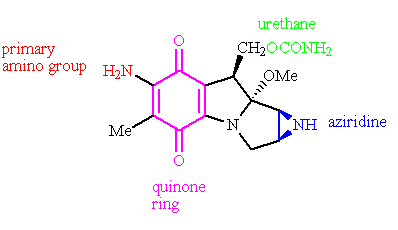 urethane
primary
amino group
O
CH2OCONH2
H2N
OMe
Me
N
NH
aziridine
O
quinone
ring